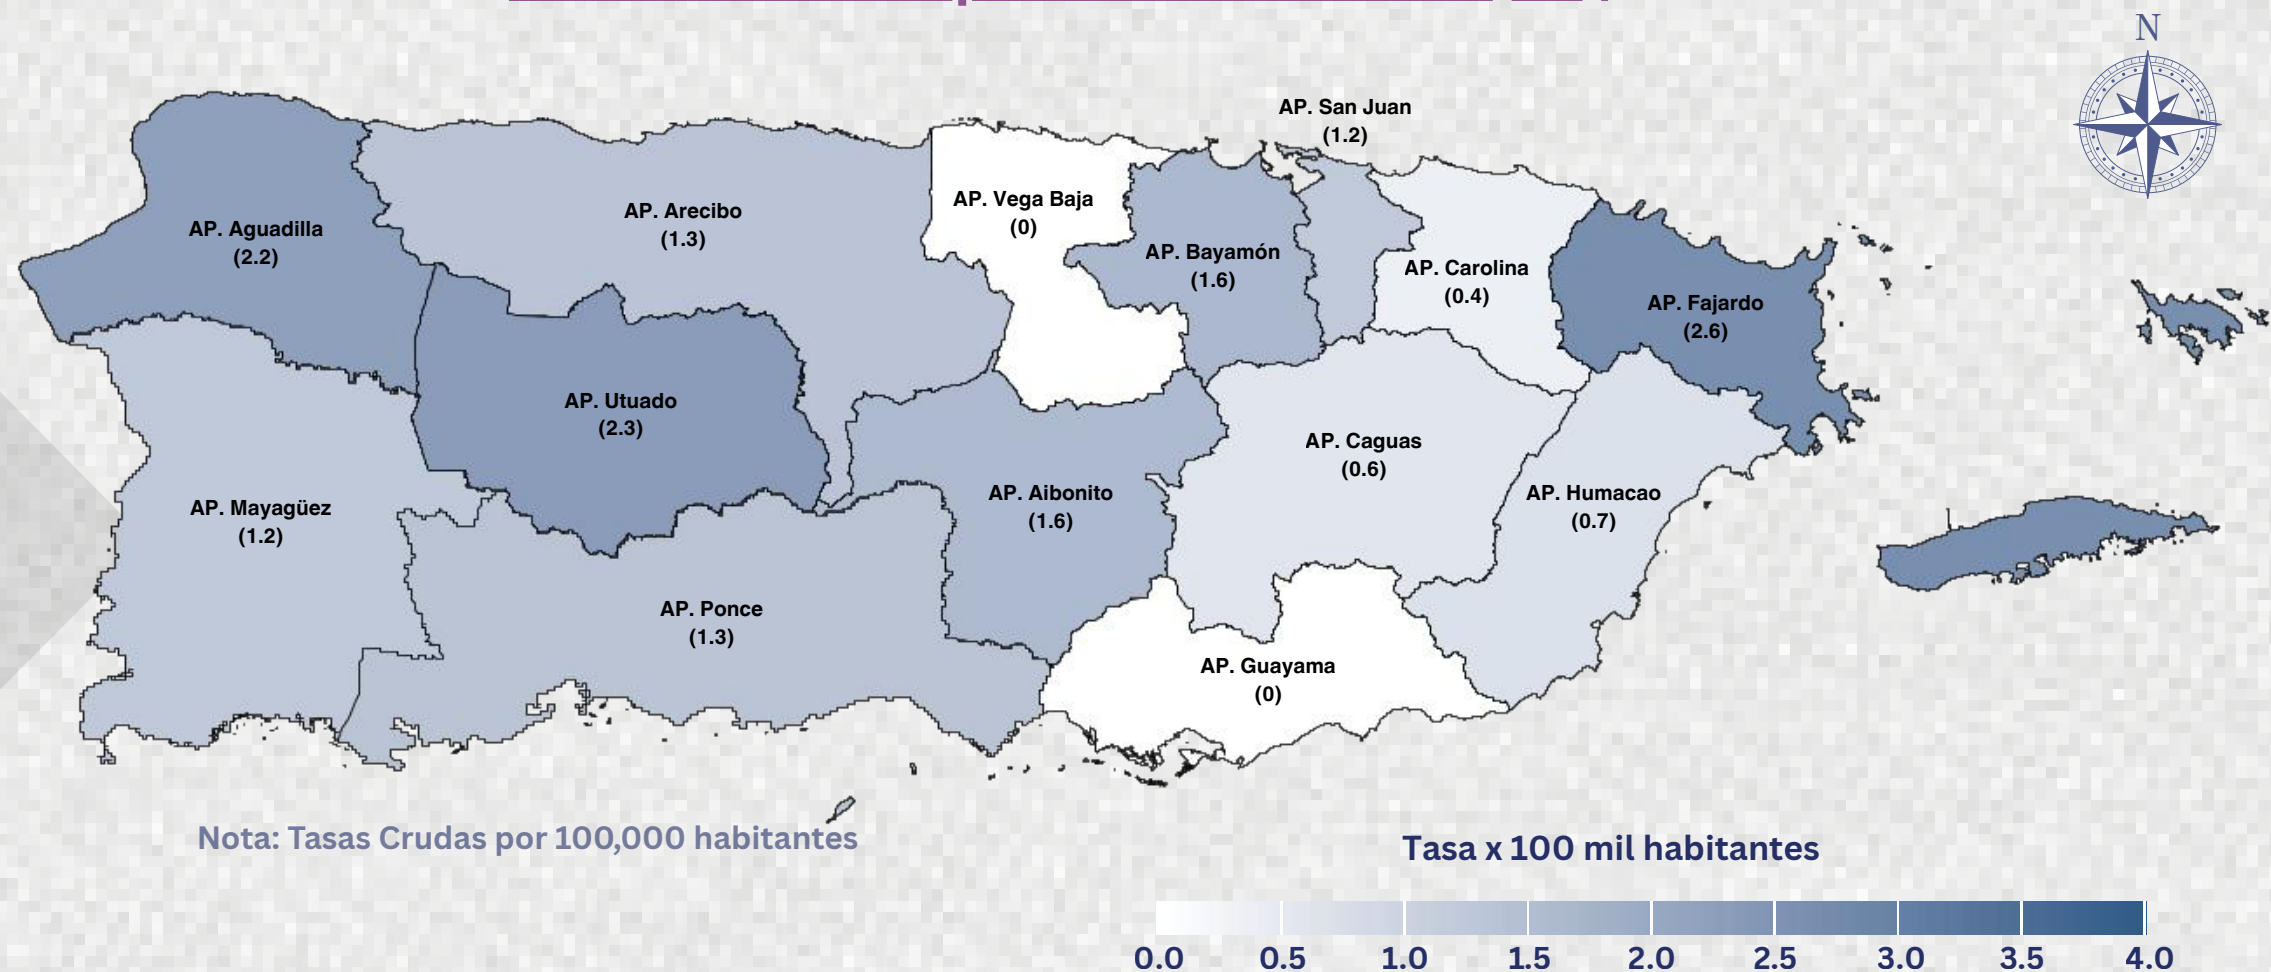 N
AP. San Juan
(1.2)
AP. Vega Baja
(0)
AP. Arecibo
(1.3)
AP. Aguadilla
(2.2)
AP. Bayamón
(1.6)
AP. Carolina
(0.4)
AP. Fajardo
(2.6)
AP. Utuado
(2.3)
AP. Caguas
(0.6)
AP. Aibonito
(1.6)
AP. Humacao
(0.7)
AP. Mayagüez
(1.2)
AP. Ponce
(1.3)
AP. Guayama
(0)
Nota: Tasas Crudas por 100,000 habitantes
Tasa x 100 mil habitantes
0.0 0.5 1.0 1.5 2.0 2.5 3.0 3.5 4.0